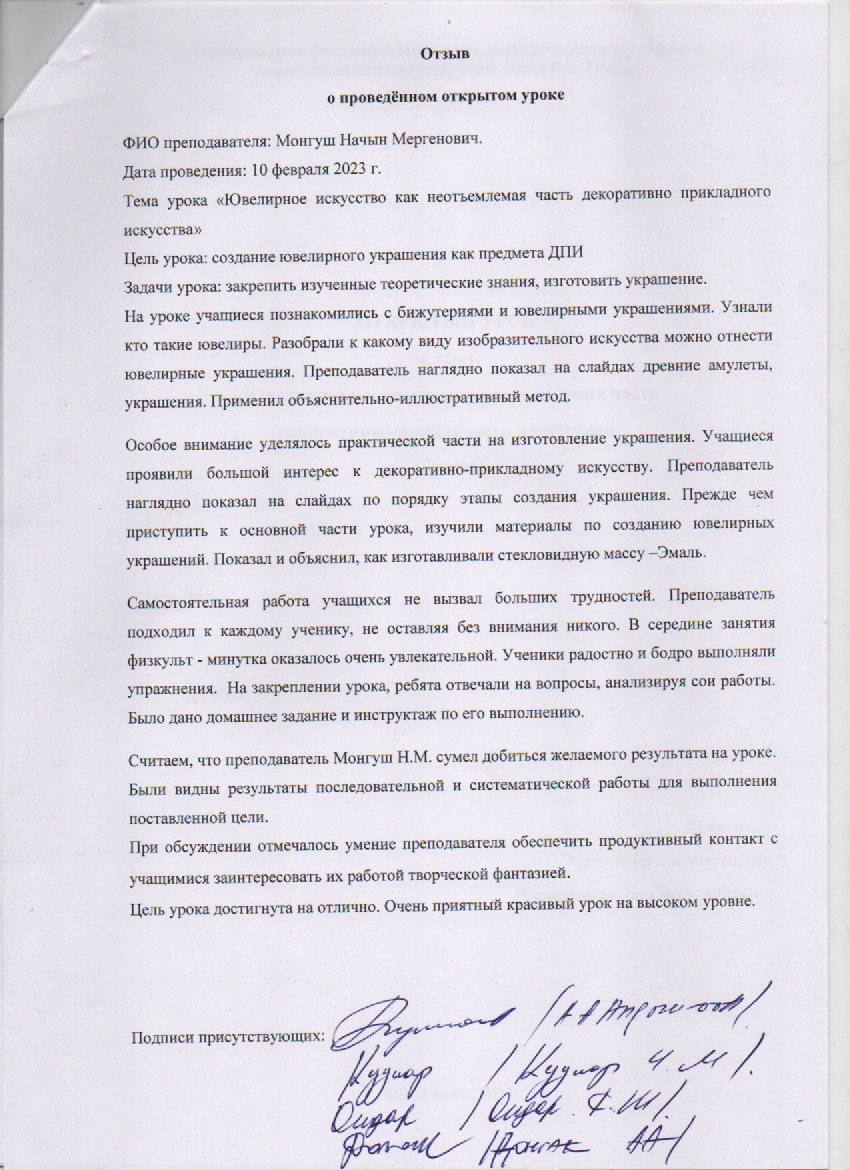 Отзыв
о проведённом открытом уроке
ФИО преподавателя: Монгуш Начын Мергенович.
Дата проведения: 10 февраля 2023 г.
Тема урока «Ювелирное искусство как неотъемлемая часть декоративно прикладного
искусства»
Цель урока: создание ювелирного украшения как предмета ДПИ
Задачи урока: закрепить изученные теоретические знания, изготовить украшение.
На уроке учащиеся познакомились с бижутериями и ювелирными украшениями. Узнали
кто такие ювелиры. Разобрали к какому виду изобразительного искусства можно отнести
ювелирные украшения. Преподаватель наглядно показал на слайдах древние амулеты,
украшения. Применил объяснительно-иллюстративный метод.
Особое внимание уделялось практической части на изготовление украшения. Учащиеся
проявили большой интерес к декоративно-прикладному искусству. Преподаватель
наглядно показал на слайдах по порядку этапы создания украшения. Прежде чем
приступить к основной части урока, изучили материалы по созданию ювелирных
украшений. Показал и объяснил, как изготавливали стекловидную массу –Эмаль.
Самостоятельная работа учащихся не вызвал больших трудностей. Преподаватель
подходил к каждому ученику, не оставляя без внимания никого. В середине занятия
физкульт - минутка оказалось очень увлекательной. Ученики радостно и бодро выполняли
упражнения. На закреплении урока, ребята отвечали на вопросы, анализируя сои работы.
Было дано домашнее задание и инструктаж по его выполнению.
Считаем, что преподаватель Монгуш Н.М. сумел добиться желаемого результата на уроке.
Были видны результаты последовательной и систематической работы для выполнения
поставленной цели.
При обсуждении отмечалось умение преподавателя обеспечить продуктивный контакт с
учащимися заинтересовать их работой творческой фантазией.
Цель урока достигнута на отлично. Очень приятный красивый урок на высоком уровне.
Подписи присутствующих:
Кудиар / Кудиар Ч. М /.
Ондар / Ондар
/ Донгак АА /